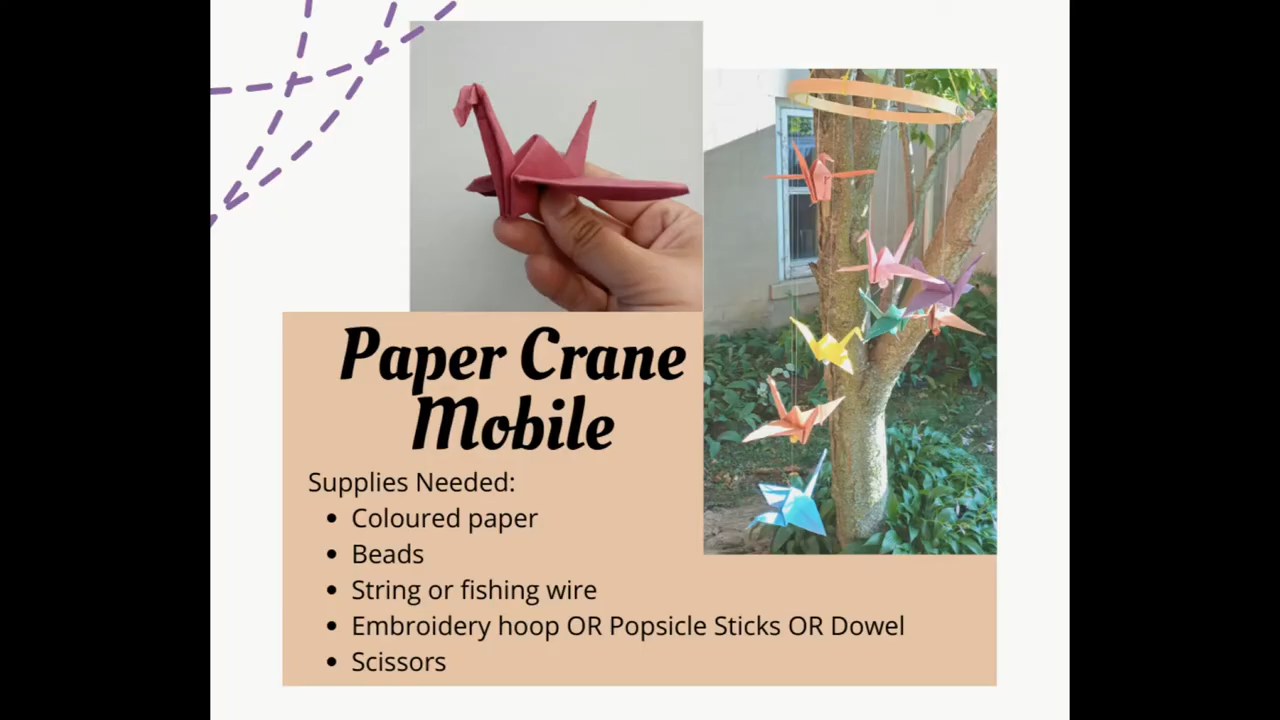 Paper Crane
Mobile
Supplies Needed:
• Coloured paper
• Beads
• String or fishing wire
• Embroidery hoop OR Popsicle Sticks OR Dowel
• Scissors